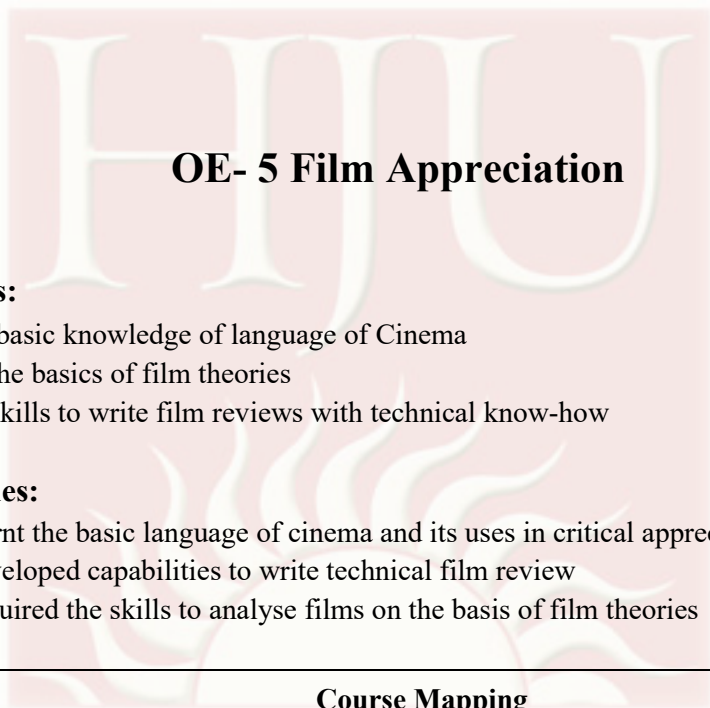 HJU
OE- 5 Film Appreciation
s:
basic knowledge of language of Cinema
he basics of film theories
kills to write film reviews with technical know-how
es:
rnt the basic language of cinema and its uses in critical appre
veloped capabilities to write technical film review
uired the skills to analyse films on the basis of film theories
Course Mapping